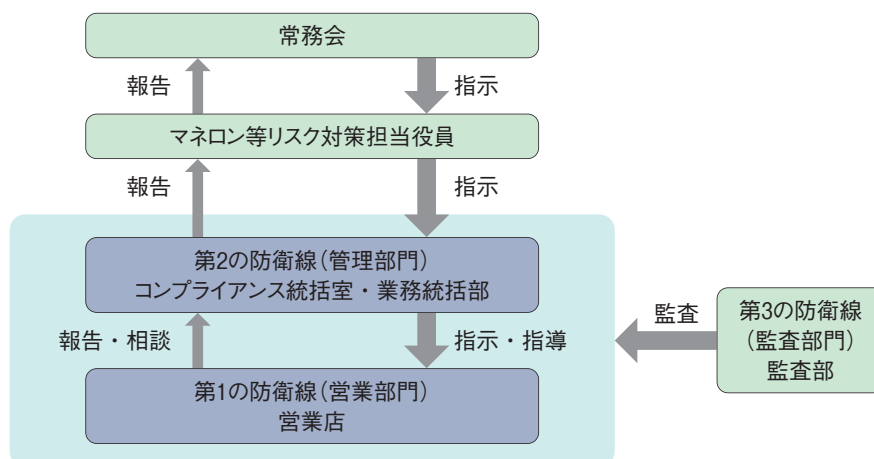 常務会
報告
指示
マネロン等リスク対策担当役員
報告
指示
第2の防衛線（管理部門）
コンプライアンス統括室・業務統括部
報告・相談
指示・指導
第1の防衛線（営業部門）
営業店
監査
第3の防衛線
（監査部門）
監査部